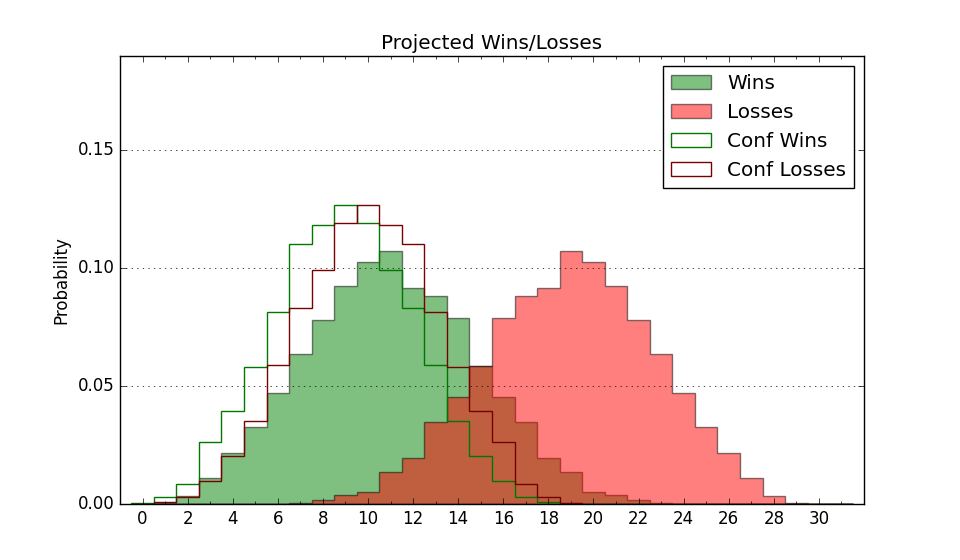 Projected Wins/Losses
Wins
Losses
Conf Wins
Conf Losses
Probability
0.15
0.10
0.05
0.00
0 2 4 6 8 10 12 14 16 18 20 22 24 26 28 30